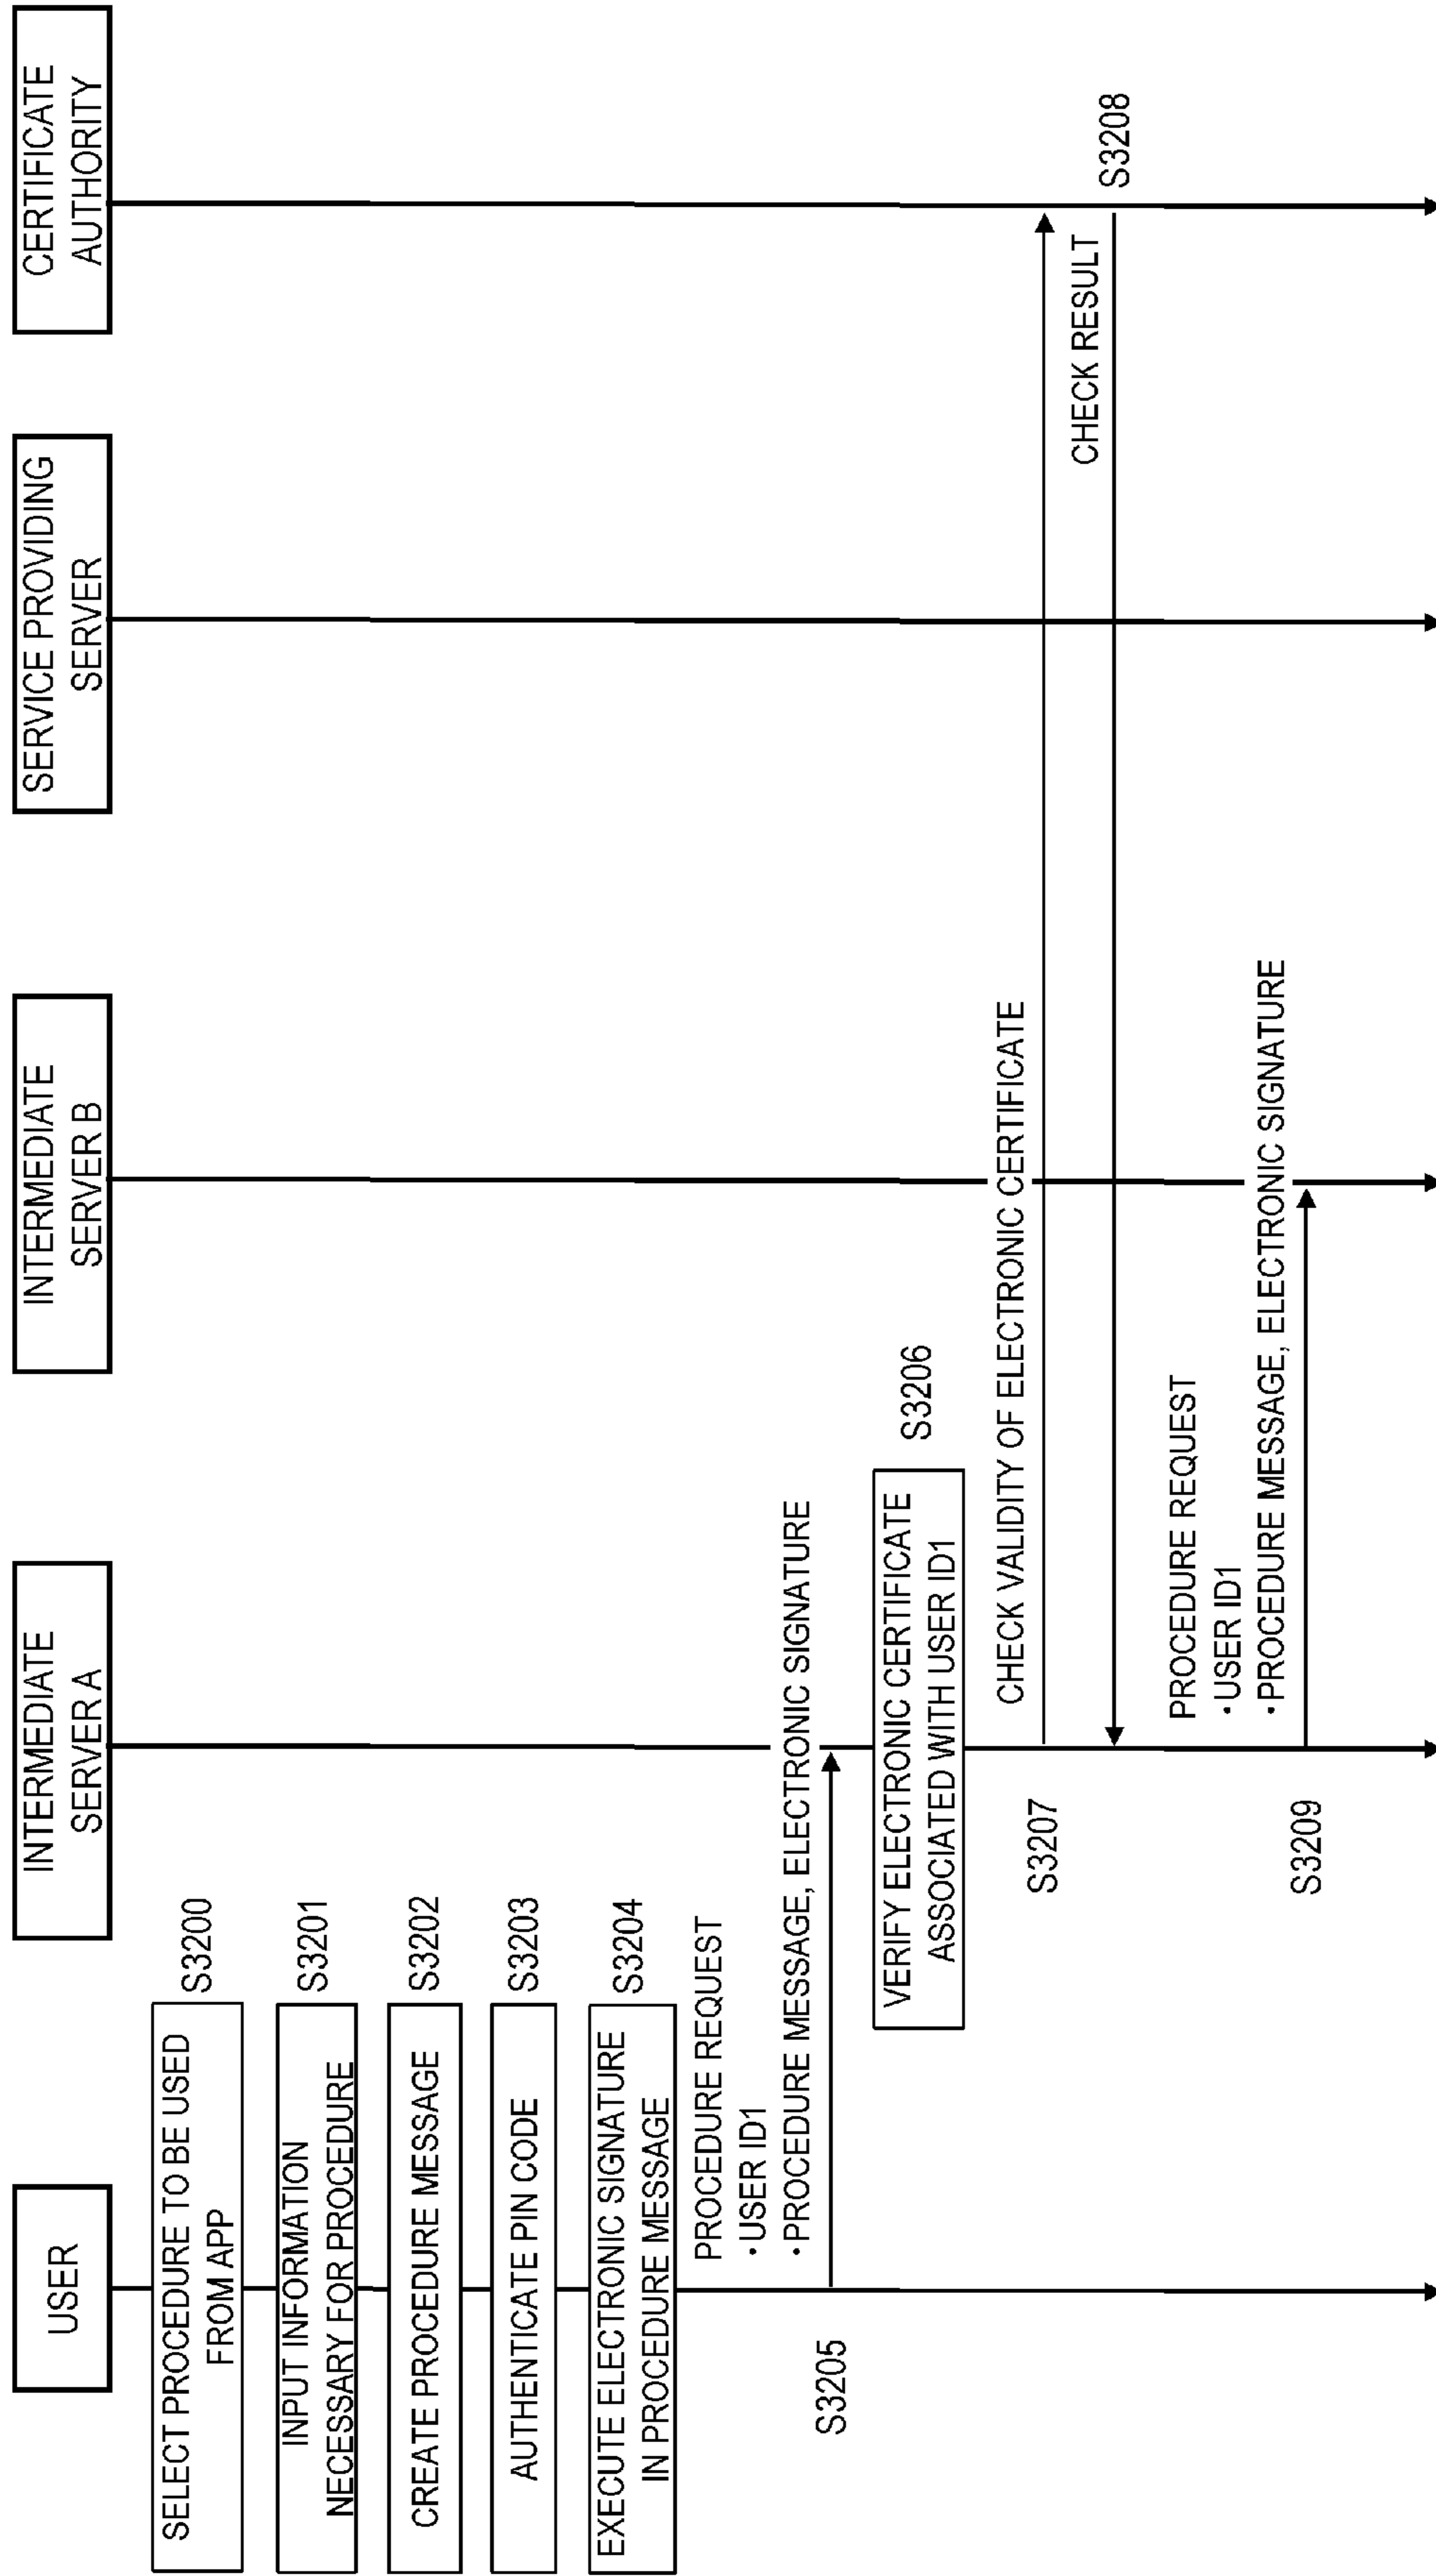 USER
INTERMEDIATE
SERVER A
INTERMEDIATE
SERVER B
SERVICE PROVIDING
SERVER
CERTIFICATE
AUTHORITY
S3200
SELECT PROCEDURE TO BE USED
FROM APP
S3201
INPUT INFORMATION
NECESSARY FOR PROCEDURE
S3202
CREATE PROCEDURE MESSAGE
S3203
AUTHENTICATE PIN CODE
S3204
EXECUTE ELECTRONIC SIGNATURE
IN PROCEDURE MESSAGE
PROCEDURE REQUEST
・USER ID1
・PROCEDURE MESSAGE, ELECTRONIC SIGNATURE
S3205
S3206
VERIFY ELECTRONIC CERTIFICATE
ASSOCIATED WITH USER ID1
CHECK VALIDITY OF ELECTRONIC CERTIFICATE
S3207
CHECK RESULT
S3208
PROCEDURE REQUEST
・USER ID1
・PROCEDURE MESSAGE, ELECTRONIC SIGNATURE
S3209